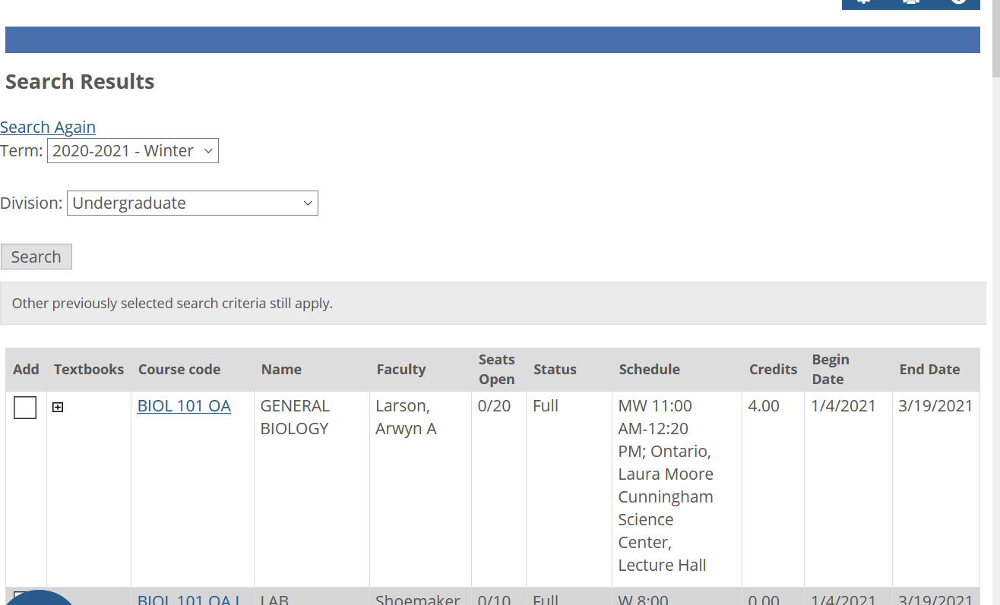 Search Results
Search Again
Term: 2020-2021 - Winter
Division: Undergraduate
Search
Other previously selected search criteria still apply.
Add Textbooks Course code Name Faculty Seats Open Status Schedule Credits Begin Date End Date
BIOL 101 OA GENERAL Larson, 0/20 Full MW 11:00 4.00 1/4/2021 3/19/2021
BIOLOGY Arwyn A AM-12:20
PM; Ontario,
Laura Moore
Cunningham
Science
Center,
Lecture Hall
BIOL 101 OA L LAB Shoemaker 0/10 Full W 8:00 0.00 1/4/2021 3/19/2021